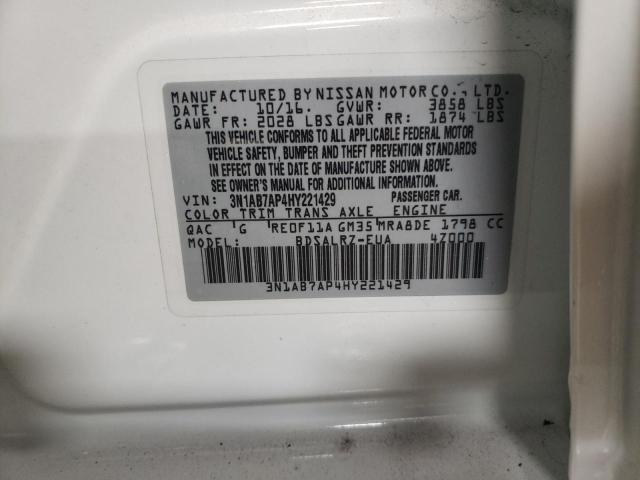 MANUFACTURED BY NISSAN MOTOR CO., LTD.
DATE: 10/16. GVWR: 3858 LBS
GAWR FR: 2028 LBS GAWR RR: 1874 LBS
THIS VEHICLE CONFORMS TO ALL APPLICABLE FEDERAL MOTOR
VEHICLE SAFETY, BUMPER AND THEFT PREVENTION STANDARDS
IN EFFECT ON THE DATE OF MANUFACTURE SHOWN ABOVE.
SEE OWNER'S MANUAL FOR ADDITIONAL INFORMATION.
VIN: 3N1AB7AP4HY221429 PASSENGER CAR.
COLOR TRIM TRANS AXLE ENGINE
QAC G RE0F11A GM35 MRA8DE 1798 CC
MODEL: BDSALRZ-EUA 4Z000
3N1AB7AP4HY221429